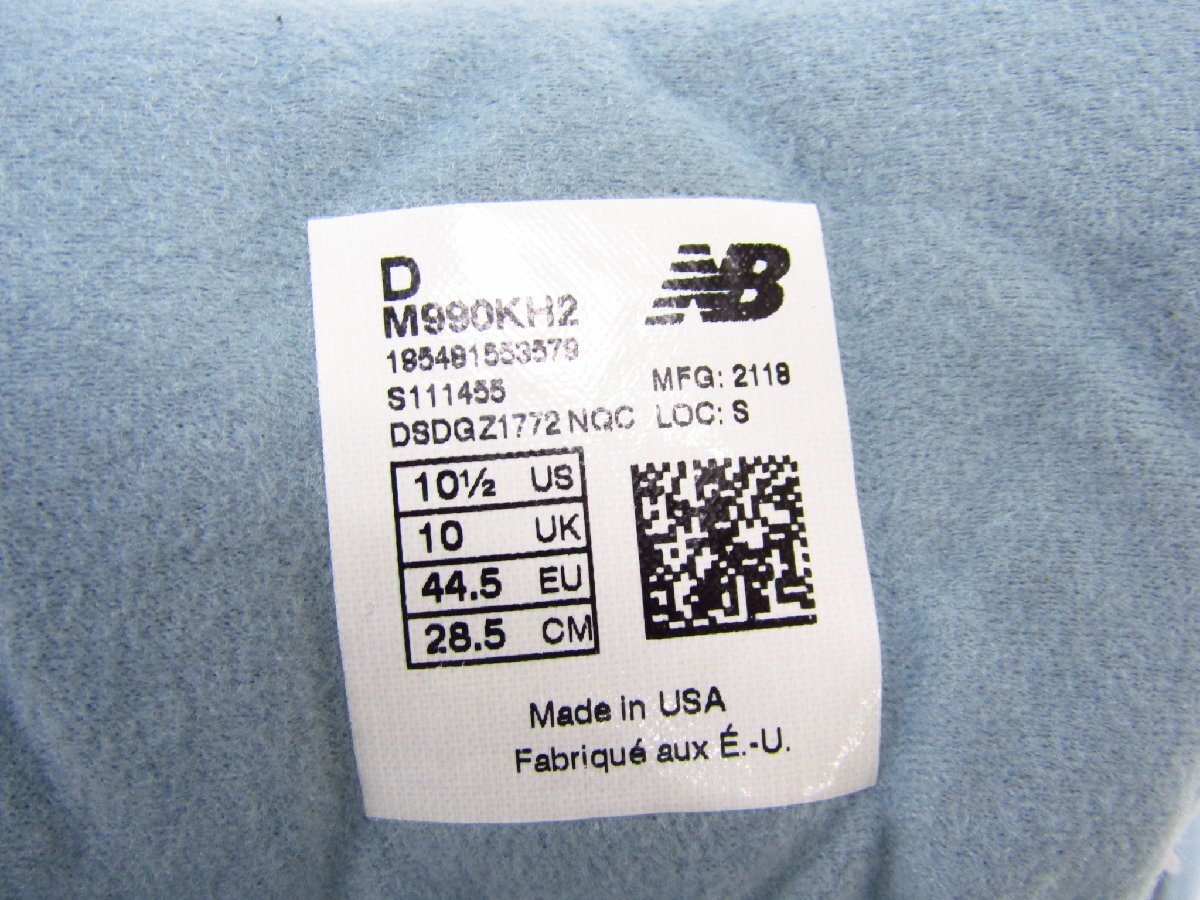 D
NB
M990KH2
185481553579
S111455
MFG: 2118
DSDGZ1772 NQC
LOC: S
10½ US
10 UK
44.5 EU
28.5 CM
Made in USA
Fabriqué aux É.-U.